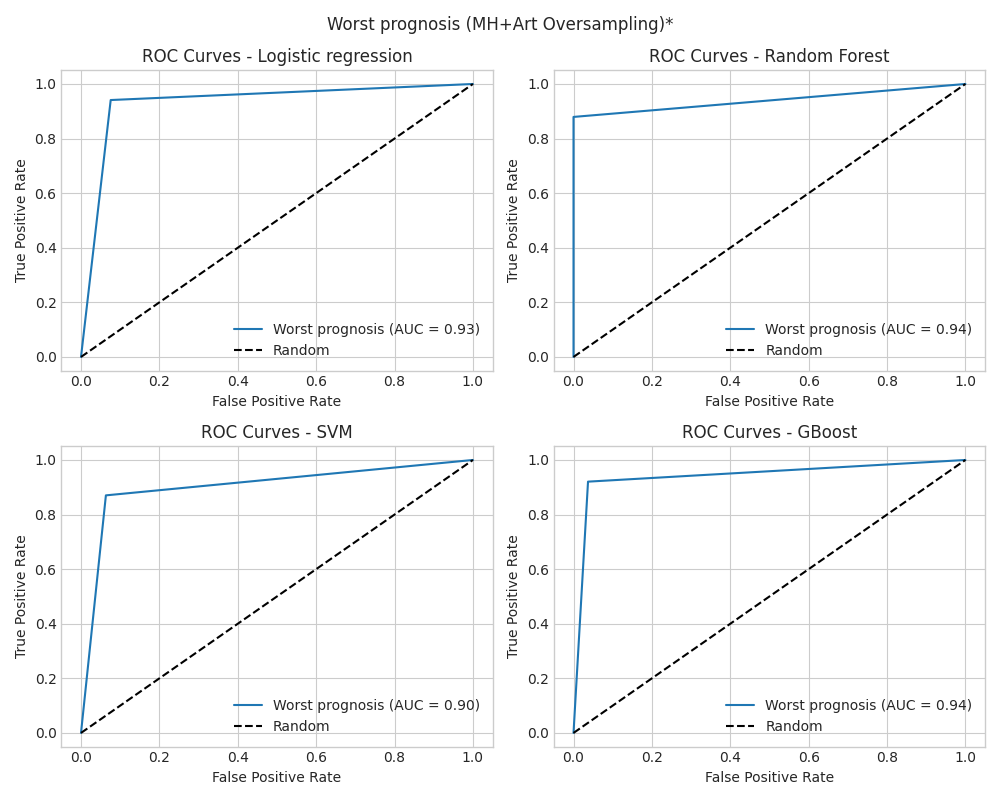 Worst prognosis (MH+Art Oversampling)*
ROC Curves - Logistic regression
1.0
0.8
0.6
0.4
0.2
0.0
True Positive Rate
Worst prognosis (AUC = 0.93)
Random
0.0 0.2 0.4 0.6 0.8 1.0
False Positive Rate
ROC Curves - Random Forest
1.0
0.8
0.6
0.4
0.2
0.0
True Positive Rate
Worst prognosis (AUC = 0.94)
Random
0.0 0.2 0.4 0.6 0.8 1.0
False Positive Rate
ROC Curves - SVM
1.0
0.8
0.6
0.4
0.2
0.0
True Positive Rate
Worst prognosis (AUC = 0.90)
Random
0.0 0.2 0.4 0.6 0.8 1.0
False Positive Rate
ROC Curves - GBoost
1.0
0.8
0.6
0.4
0.2
0.0
True Positive Rate
Worst prognosis (AUC = 0.94)
Random
0.0 0.2 0.4 0.6 0.8 1.0
False Positive Rate